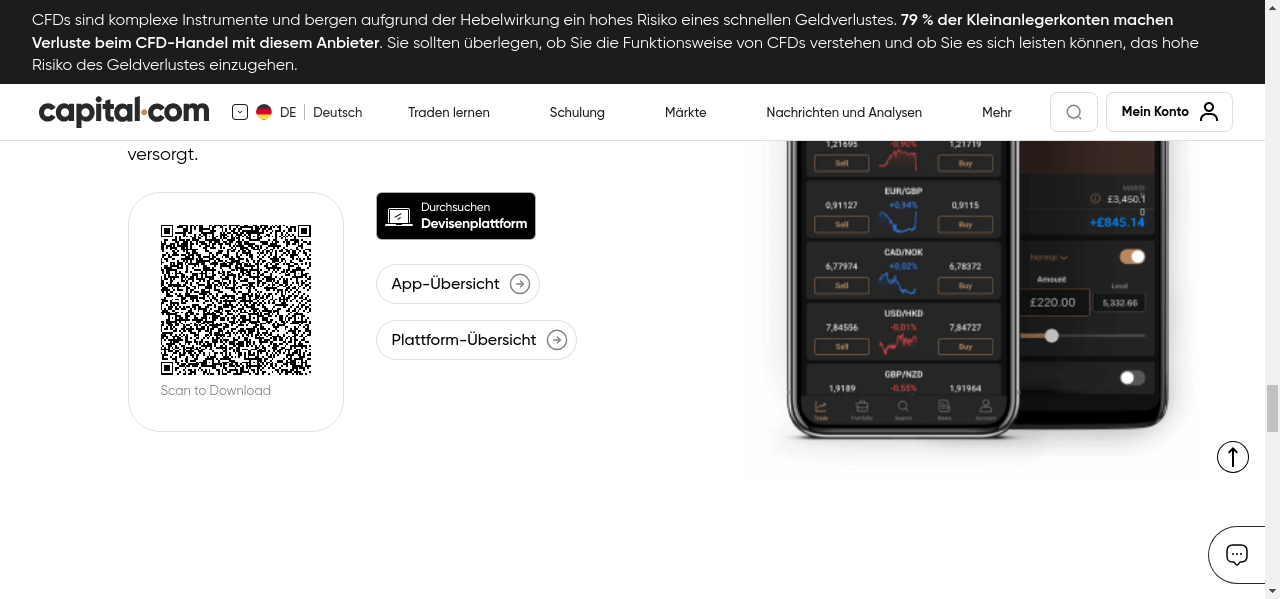 CFDs sind komplexe Instrumente und bergen aufgrund der Hebelwirkung ein hohes Risiko eines schnellen Geldverlustes. 79 % der Kleinanlegerkonten machen
Verluste beim CFD-Handel mit diesem Anbieter. Sie sollten überlegen, ob Sie die Funktionsweise von CFDs verstehen und ob Sie es sich leisten können, das hohe
Risiko des Geldverlustes einzugehen.
capital.com
DE
Deutsch
Traden lernen
Schulung
Märkte
Nachrichten und Analysen
Mehr
Mein Konto
versorgt.
Durchsuchen
Devisenplattform
App-Übersicht
Plattform-Übersicht
Scan to Download
1,21695
-0,90%
1,21719
Sell
Buy
EUR/GBP
0,91127
+0,94%
0,9115
Sell
Buy
CAD/NOK
6,77974
+0,02%
6,78372
Sell
Buy
USD/HKD
7,84556
-0,01%
7,84727
Sell
Buy
GBP/NZD
1,9189
-0,55%
1,91964
Trade
Portfolio
Search
News
Account
£3,450.1
0
+£845.14
Normal
Amount
Level
£220.00
5,332.65